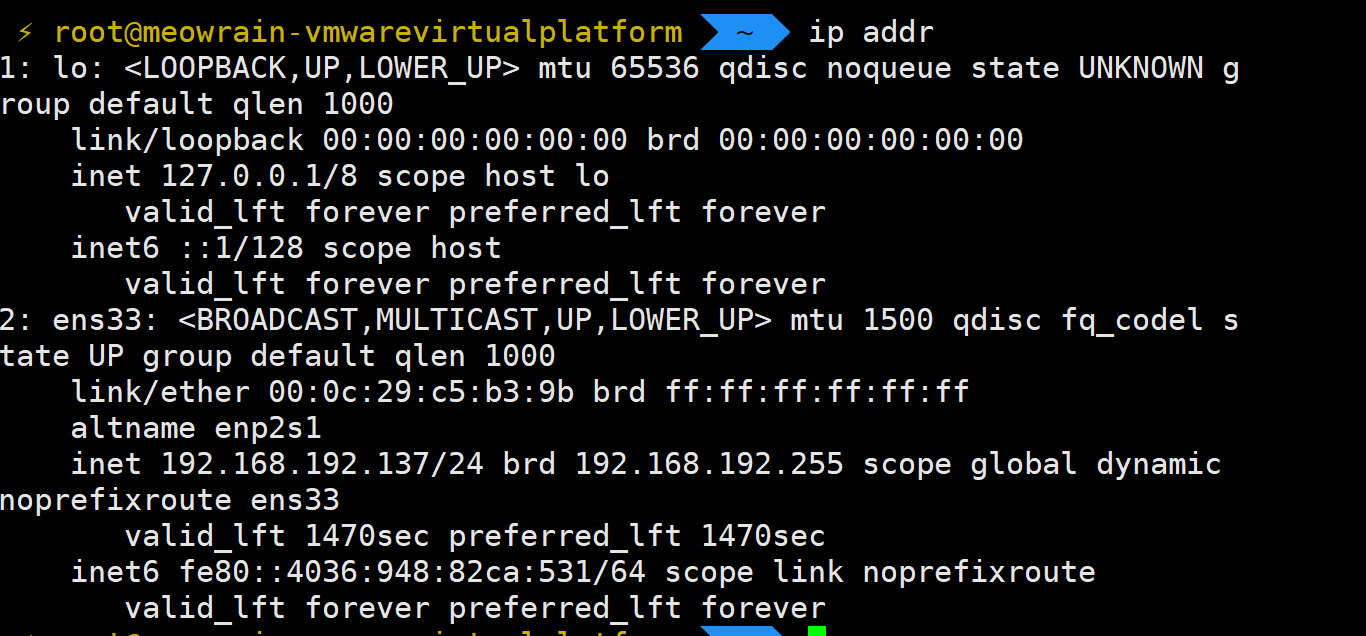 ⚡ root@meowrain-vmwarevirtualplatform ~ ip addr
1: lo: <LOOPBACK,UP,LOWER_UP> mtu 65536 qdisc noqueue state UNKNOWN g
roup default qlen 1000
    link/loopback 00:00:00:00:00:00 brd 00:00:00:00:00:00
    inet 127.0.0.1/8 scope host lo
       valid_lft forever preferred_lft forever
    inet6 ::1/128 scope host
       valid_lft forever preferred_lft forever
2: ens33: <BROADCAST,MULTICAST,UP,LOWER_UP> mtu 1500 qdisc fq_codel s
tate UP group default qlen 1000
    link/ether 00:0c:29:c5:b3:9b brd ff:ff:ff:ff:ff:ff
    altname enp2s1
    inet 192.168.192.137/24 brd 192.168.192.255 scope global dynamic
noprefixroute ens33
       valid_lft 1470sec preferred_lft 1470sec
    inet6 fe80::4036:948:82ca:531/64 scope link noprefixroute
       valid_lft forever preferred_lft forever